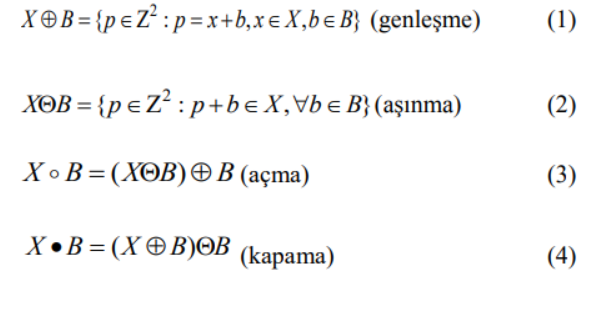 X⊕B={p∈Z²:p=x+b,x∈X,b∈B} (genleşme) (1)
XΘB={p∈Z²:p+b∈X,∀b∈B}(aşınma) (2)
X∘B=(XΘB)⊕B (açma) (3)
X•B=(X⊕B)ΘB (kapama) (4)